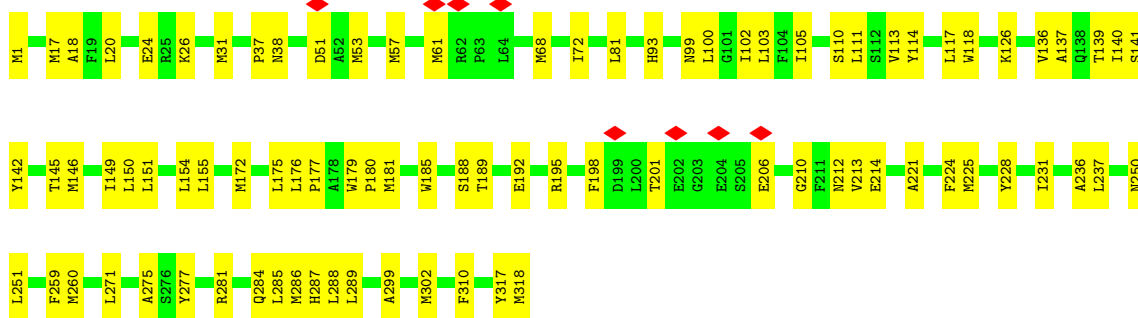 M1 M17 A18 F19 L20 E24 R25 K26 M31 P37 N38 D51 A52 M53 M57 M61 R62 P63 L64 M68 I72 L81 H93 N99 L100 G101 I102 L103 F104 I105 S110 L111 S112 V113 Y114 L117 W118 K126 V136 A137 Q138 T139 I140 S141
Y142 T145 M146 I149 L150 L151 L154 L155 M172 L175 L176 P177 A178 W179 P180 M181 W185 S188 T189 E192 R195 F198 D199 L200 T201 E202 G203 E204 S205 E206 G210 F211 N212 V213 E214 A221 F224 M225 Y228 I231 A236 L237 N250
L251 F259 M260 L271 A275 S276 Y277 R281 Q284 L285 M286 H287 L288 L289 A299 M302 F310 Y317 M318